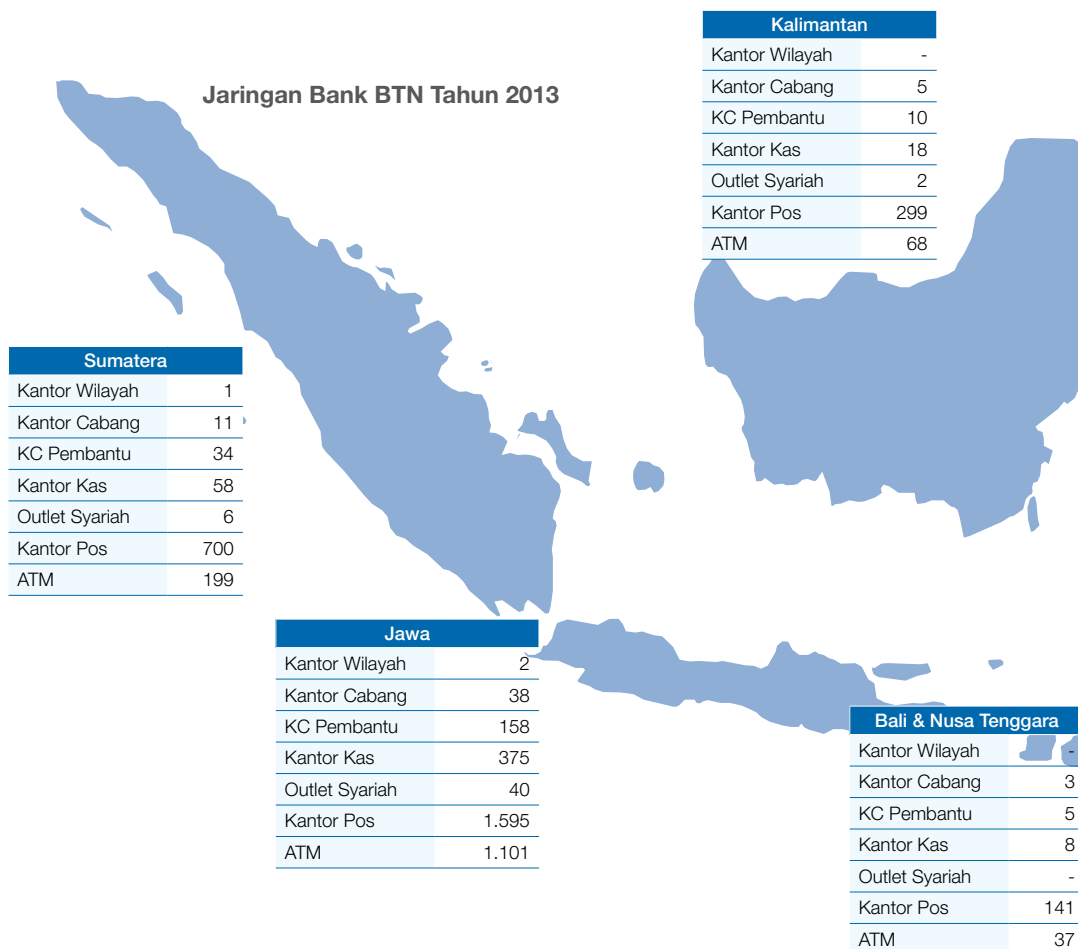 Jaringan Bank BTN Tahun 2013
Kalimantan
Kantor Wilayah -
Kantor Cabang 5
KC Pembantu 10
Kantor Kas 18
Outlet Syariah 2
Kantor Pos 299
ATM 68
Sumatera
Kantor Wilayah 1
Kantor Cabang 11
KC Pembantu 34
Kantor Kas 58
Outlet Syariah 6
Kantor Pos 700
ATM 199
Jawa
Kantor Wilayah 2
Kantor Cabang 38
KC Pembantu 158
Kantor Kas 375
Outlet Syariah 40
Kantor Pos 1.595
ATM 1.101
Bali & Nusa Tenggara
Kantor Wilayah -
Kantor Cabang 3
KC Pembantu 5
Kantor Kas 8
Outlet Syariah -
Kantor Pos 141
ATM 37